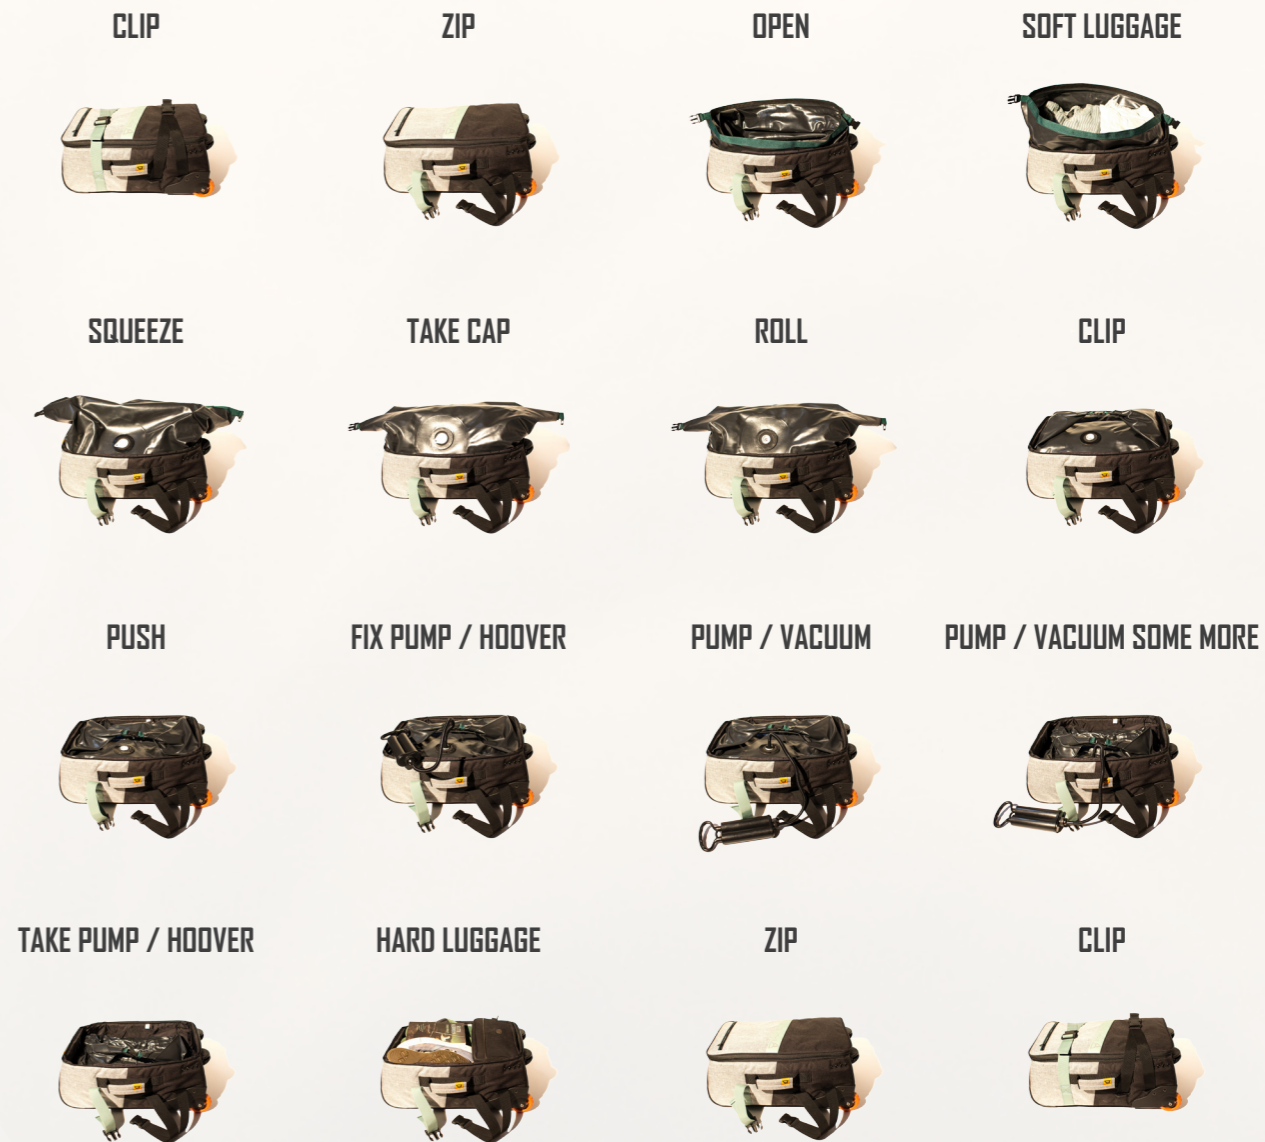 CLIP
ZIP
OPEN
SOFT LUGGAGE
SQUEEZE
TAKE CAP
ROLL
CLIP
PUSH
FIX PUMP / HOOVER
PUMP / VACUUM
PUMP / VACUUM SOME MORE
TAKE PUMP / HOOVER
HARD LUGGAGE
ZIP
CLIP